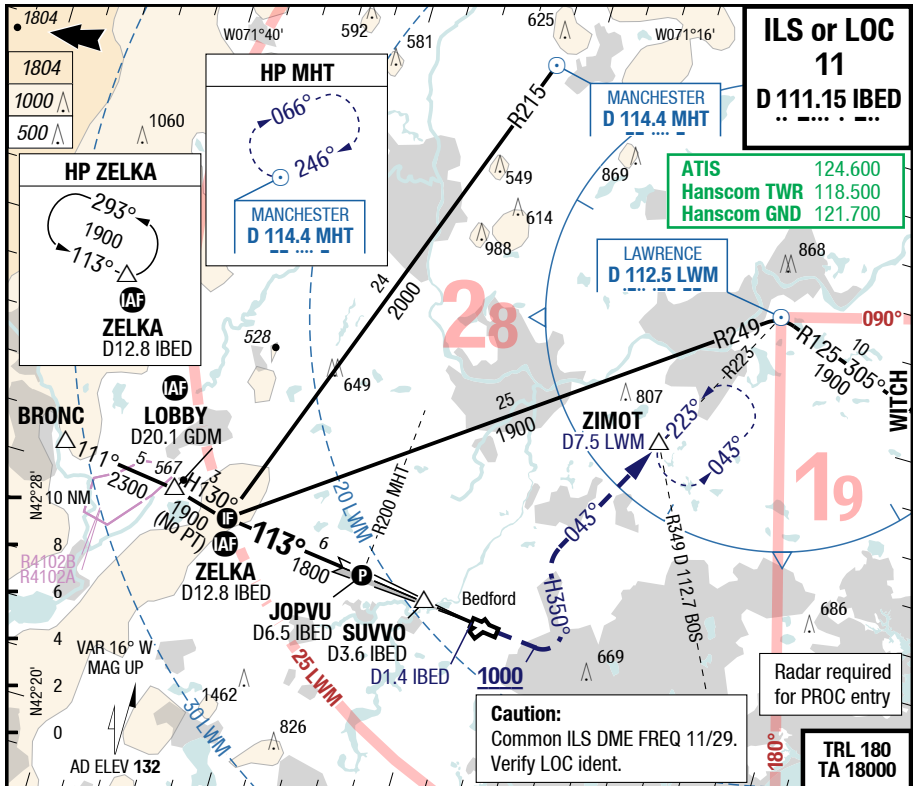 1804
1804
1000
500
592
581
625
W071°40'
W071°16'
ILS or LOC
11
D 111.15 IBED
HP MHT
066°
246°
MANCHESTER
D 114.4 MHT
1060
HP ZELKA
293°
1900
113°
IAF
ZELKA
D12.8 IBED
R215
MANCHESTER
D 114.4 MHT
869
549
614
988
ATIS 124.600
Hanscom TWR 118.500
Hanscom GND 121.700
LAWRENCE
D 112.5 LWM
868
24
2000
28
528
649
090°
R249
R223
R125-305°
10
1900
WITCH
25
1900
807
ZIMOT
D7.5 LWM
223°
043°
IAF
LOBBY
D20.1 GDM
BRONC
111°
5
2300
567
3
H130°
1900
(No PT)
IF
IAF
ZELKA
D12.8 IBED
113°
6
1800
20 LWM
R200 MHT
P
JOPVU
D6.5 IBED
SUVVO
D3.6 IBED
Bedford
D1.4 IBED
1000
H350°
043°
R349 D 112.7 BOS
19
N42°28'
10 NM
8
6
4
2
0
N42°20'
R4102B
R4102A
VAR 16° W
MAG UP
AD ELEV 132
1462
826
30 LWM
25 LWM
669
686
180°
Radar required
for PROC entry
Caution:
Common ILS DME FREQ 11/29.
Verify LOC ident.
TRL 180
TA 18000